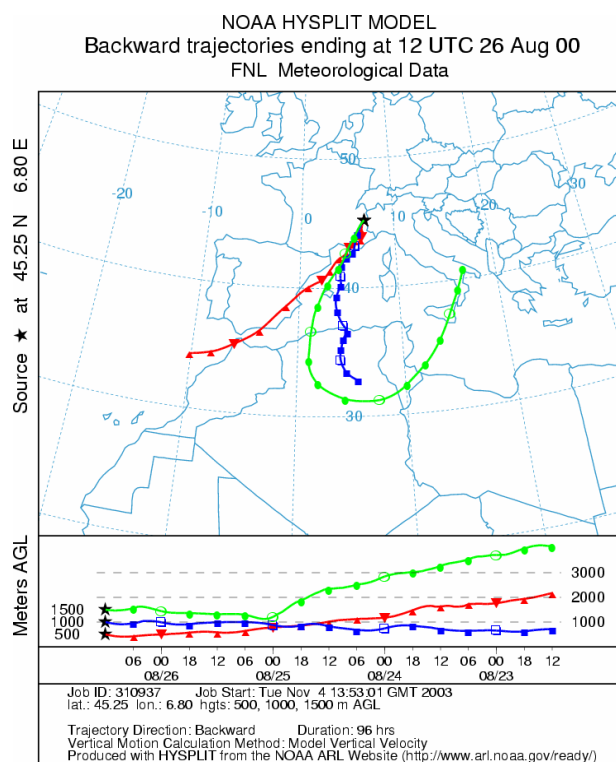 NOAA HYSPLIT MODEL
Backward trajectories ending at 12 UTC 26 Aug 00
FNL Meteorological Data
Source ★ at 45.25 N 6.80 E
50
-20
-10
0
10
20
30
40
30
Meters AGL
3000
2000
1000
1500
1000
500
06 00 18 12 06 00 18 12 06 00 18 12 06 00 18 12
08/26 08/25 08/24 08/23
Job ID: 310937 Job Start: Tue Nov 4 13:53:01 GMT 2003
lat.: 45.25 lon.: 6.80 hgts: 500, 1000, 1500 m AGL
Trajectory Direction: Backward Duration: 96 hrs
Vertical Motion Calculation Method: Model Vertical Velocity
Produced with HYSPLIT from the NOAA ARL Website (http://www.arl.noaa.gov/ready/)